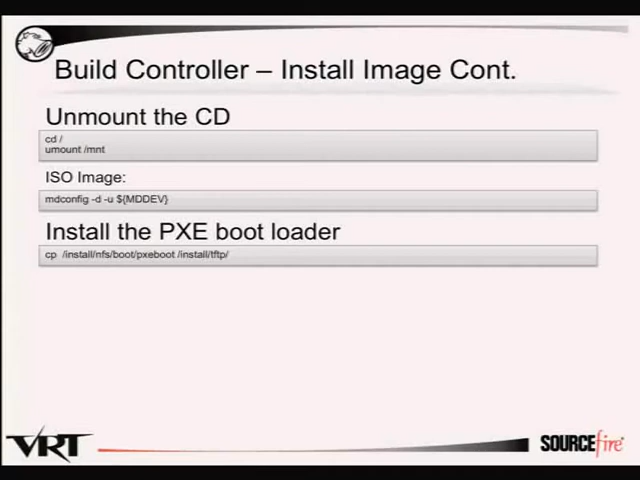 Build Controller – Install Image Cont.
Unmount the CD
cd /
umount /mnt
ISO Image:
mdconfig -d -u ${MDDEV}
Install the PXE boot loader
cp  /install/nfs/boot/pxeboot /install/tftp/
VRT
SOURCEfire